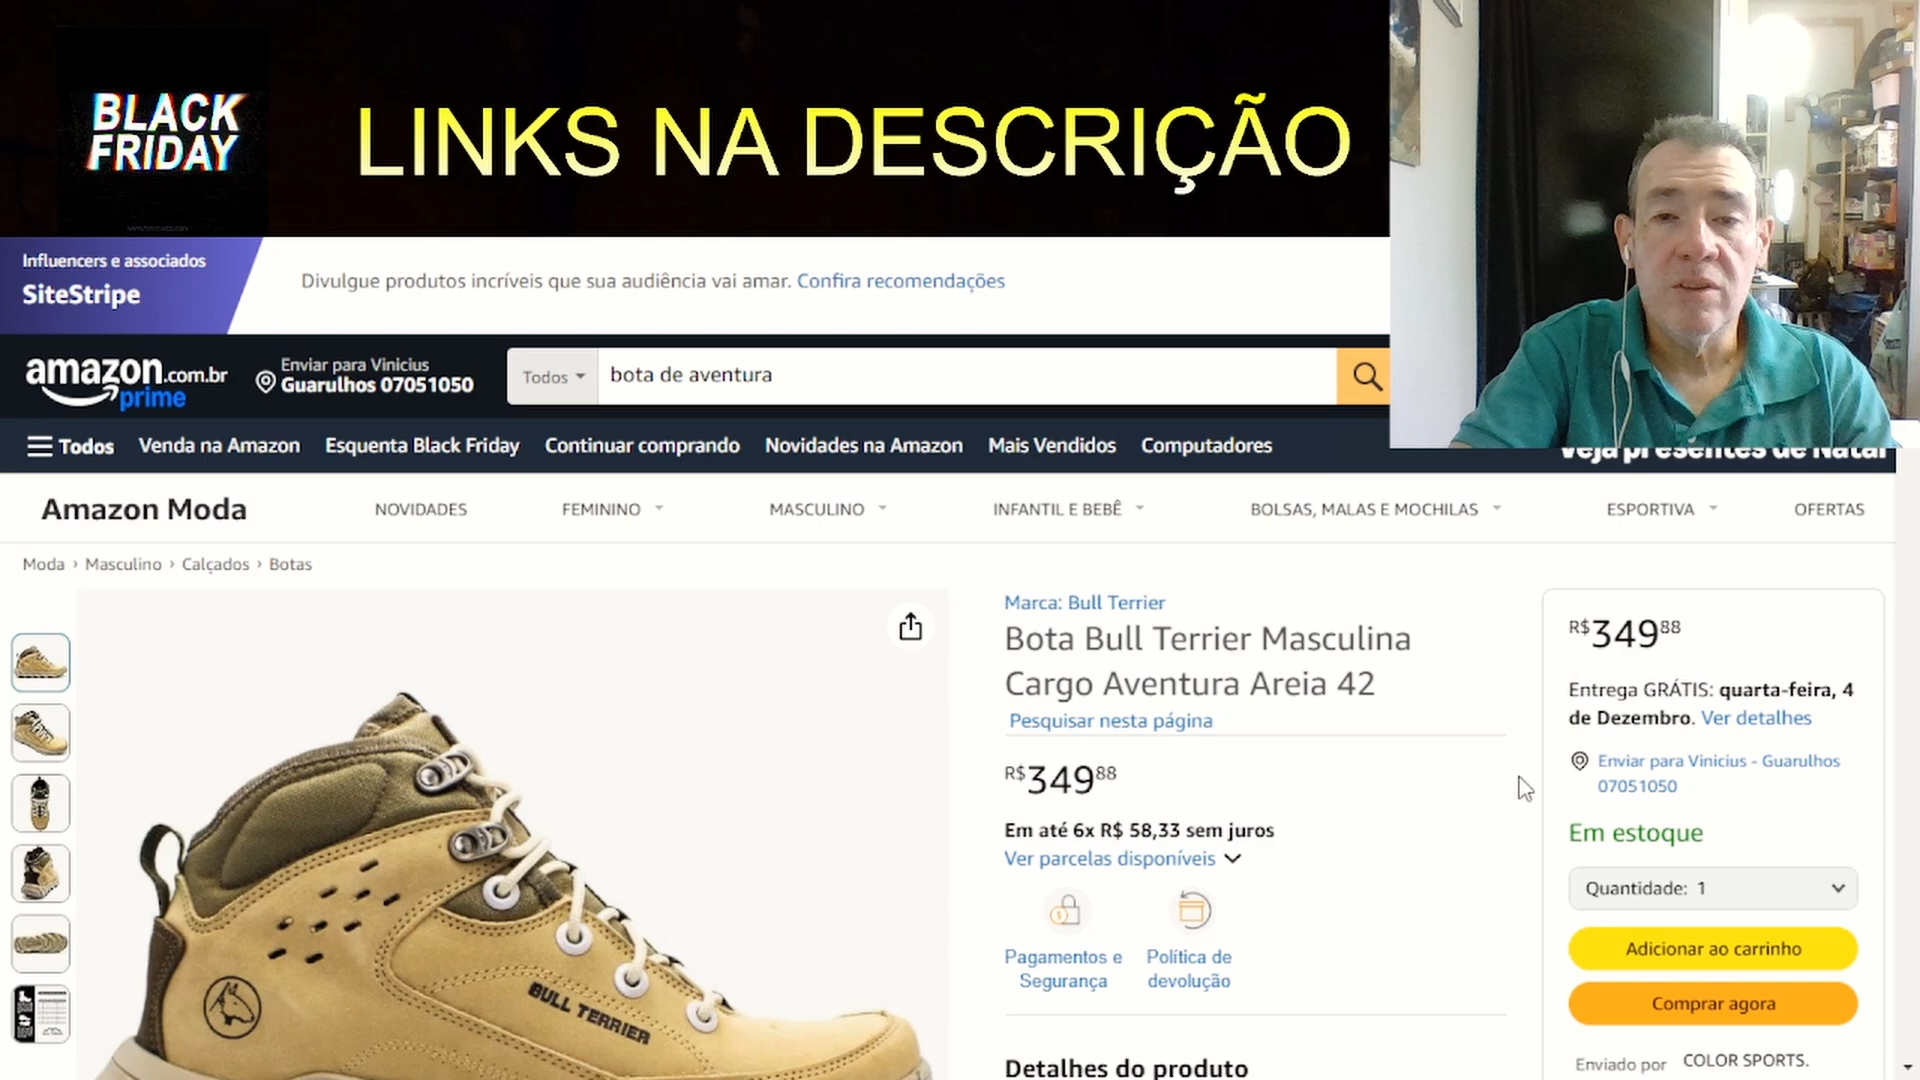 BLACK
FRIDAY
LINKS NA DESCRIÇÃO
Influencers e associados
SiteStripe
Divulgue produtos incríveis que sua audiência vai amar. Confira recomendações
amazon.com.br
prime
Enviar para Vinicius
Guarulhos 07051050
Todos
bota de aventura
Todos
Venda na Amazon
Esquenta Black Friday
Continuar comprando
Novidades na Amazon
Mais Vendidos
Computadores
Veja presentes de Natal
Amazon Moda
NOVIDADES
FEMININO
MASCULINO
INFANTIL E BEBÊ
BOLSAS, MALAS E MOCHILAS
ESPORTIVA
OFERTAS
Moda › Masculino › Calçados › Botas
BULL TERRIER
Marca: Bull Terrier
Bota Bull Terrier Masculina
Cargo Aventura Areia 42
Pesquisar nesta página
R$34988
Em até 6x R$ 58,33 sem juros
Ver parcelas disponíveis
Pagamentos e
Segurança
Política de
devolução
Detalhes do produto
R$34988
Entrega GRÁTIS: quarta-feira, 4
de Dezembro. Ver detalhes
Enviar para Vinicius - Guarulhos
07051050
Em estoque
Quantidade: 1
Adicionar ao carrinho
Comprar agora
Enviado por COLOR SPORTS.